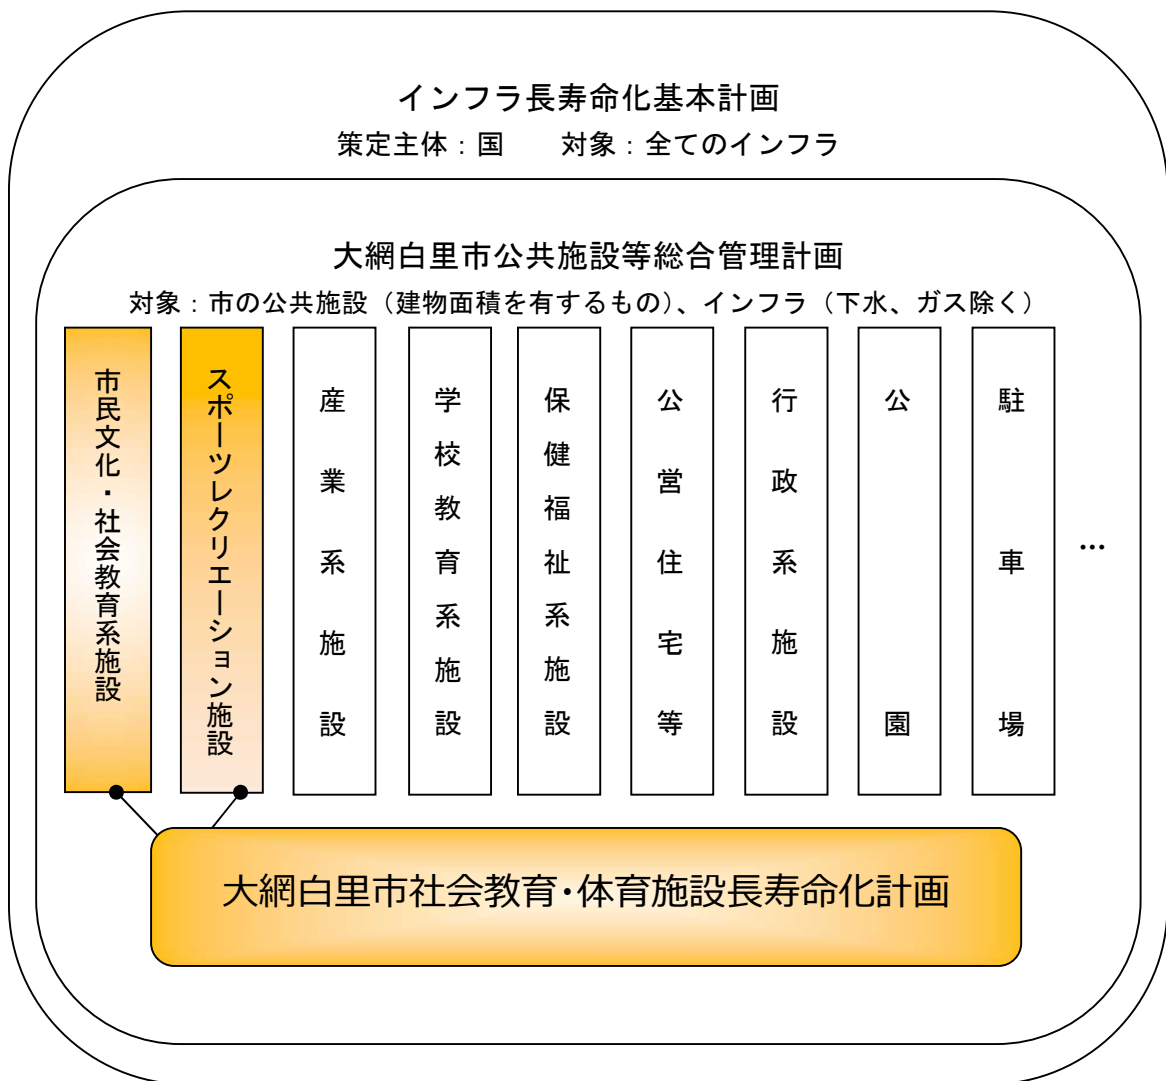 インフラ長寿命化基本計画
策定主体：国　　対象：全てのインフラ
大網白里市公共施設等総合管理計画
対象：市の公共施設（建物面積を有するもの）、インフラ（下水、ガス除く）
市民文化・社会教育系施設
スポーツレクリエーション施設
産業系施設
学校教育系施設
保健福祉系施設
公営住宅等
行政系施設
公園
駐車場
…
大網白里市社会教育・体育施設長寿命化計画